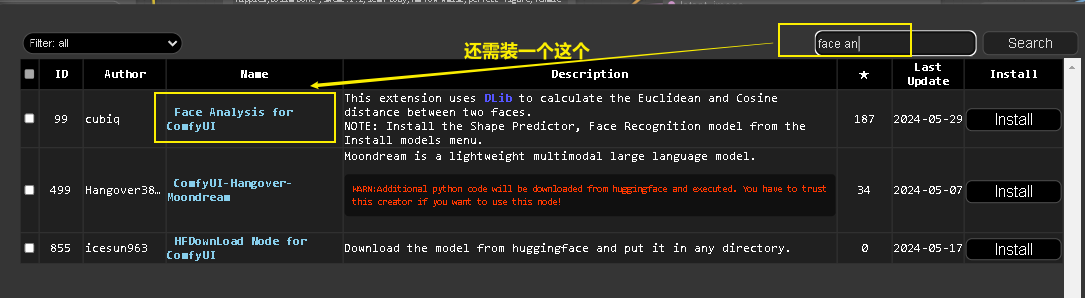 还需装一个这个
Filter: all
face an
Search
ID Author Name Description ★ Last Update Install
99 cubiq Face Analysis for ComfyUI
This extension uses DLib to calculate the Euclidean and Cosine
distance between two faces.
NOTE: Install the Shape Predictor, Face Recognition model from the
Install models menu.
187 2024-05-29 Install
499 Hangover38… ComfyUI-Hangover-Moondream
Moondream is a lightweight multimodal large language model.
WARN:Additional python code will be downloaded from huggingface and executed. You have to trust
this creator if you want to use this node!
34 2024-05-07 Install
855 icesun963 HFDownLoad Node for ComfyUI
Download the model from huggingface and put it in any directory.
0 2024-05-17 Install